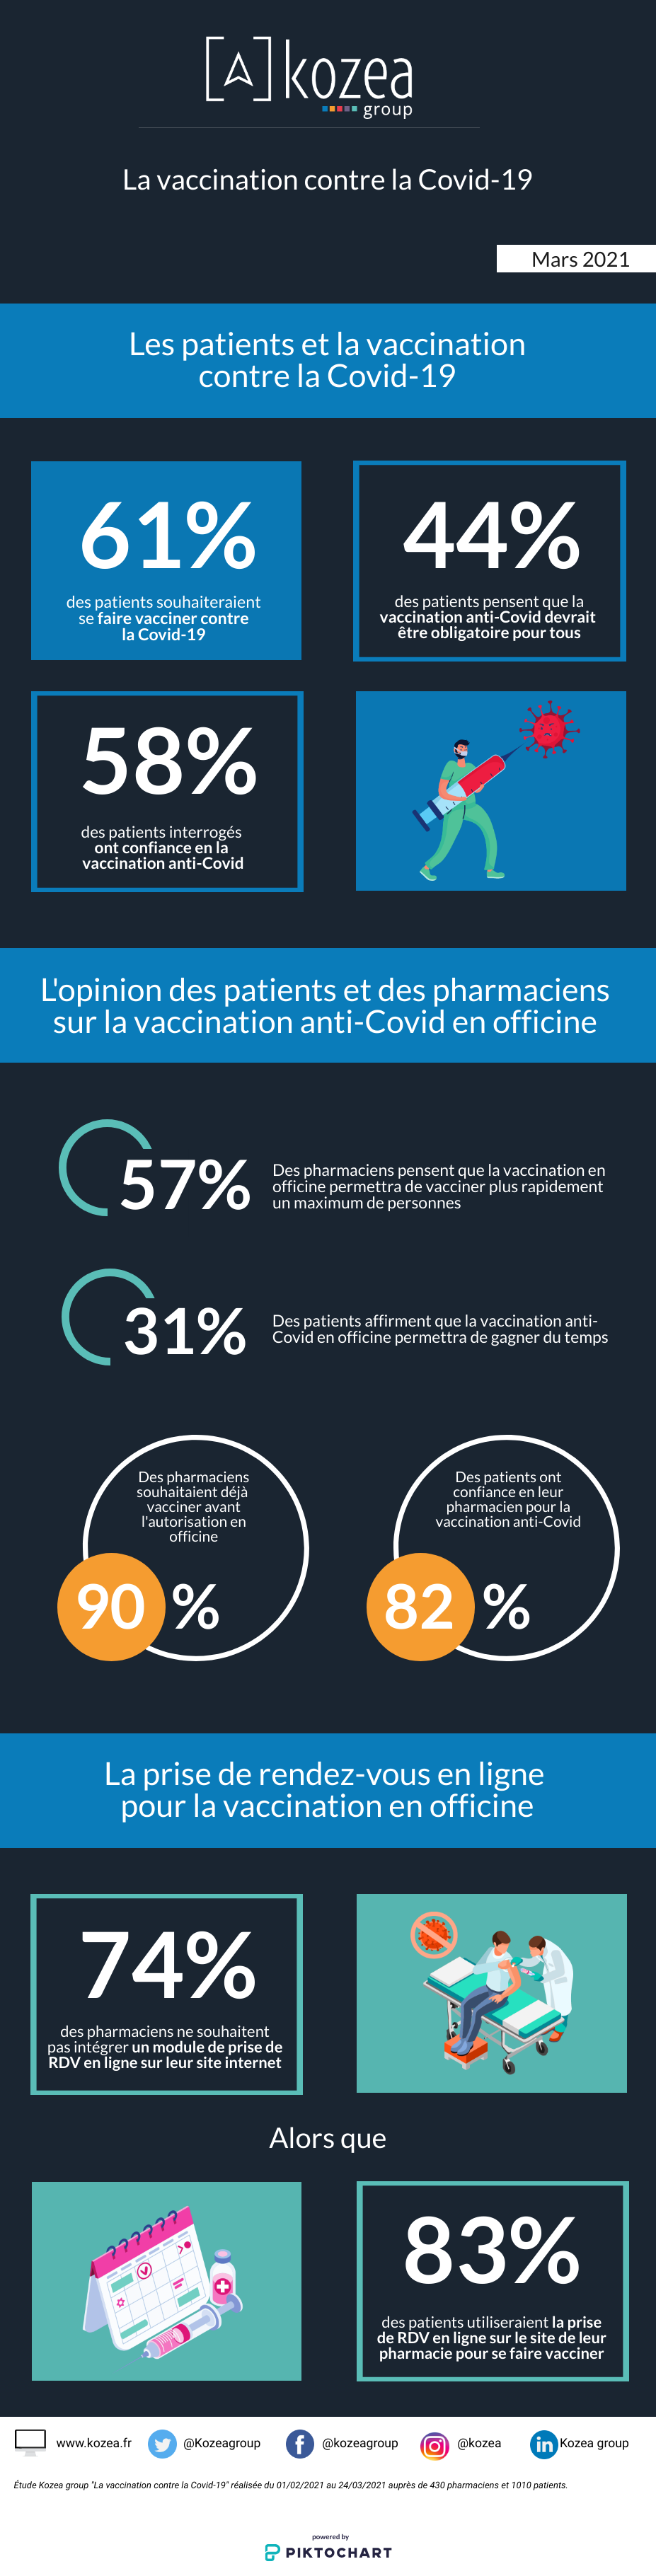 [A] kozea
group
La vaccination contre la Covid-19
Mars 2021
Les patients et la vaccination
contre la Covid-19
61%
des patients souhaiteraient
se faire vacciner contre
la Covid-19
44%
des patients pensent que la
vaccination anti-Covid devrait
être obligatoire pour tous
58%
des patients interrogés
ont confiance en la
vaccination anti-Covid
L'opinion des patients et des pharmaciens
sur la vaccination anti-Covid en officine
57%
Des pharmaciens pensent que la vaccination en
officine permettra de vacciner plus rapidement
un maximum de personnes
31%
Des patients affirment que la vaccination anti-
Covid en officine permettra de gagner du temps
Des pharmaciens
souhaitaient déjà
vacciner avant
l'autorisation en
officine
90 %
Des patients ont
confiance en leur
pharmacien pour la
vaccination anti-Covid
82 %
La prise de rendez-vous en ligne
pour la vaccination en officine
74%
des pharmaciens ne souhaitent
pas intégrer un module de prise de
RDV en ligne sur leur site internet
Alors que
83%
des patients utiliseraient la prise
de RDV en ligne sur le site de leur
pharmacie pour se faire vacciner
www.kozea.fr
@Kozeagroup
@kozeagroup
@kozea
Kozea group
Étude Kozea group "La vaccination contre la Covid-19" réalisée du 01/02/2021 au 24/03/2021 auprès de 430 pharmaciens et 1010 patients.
powered by
PIKTOCHART